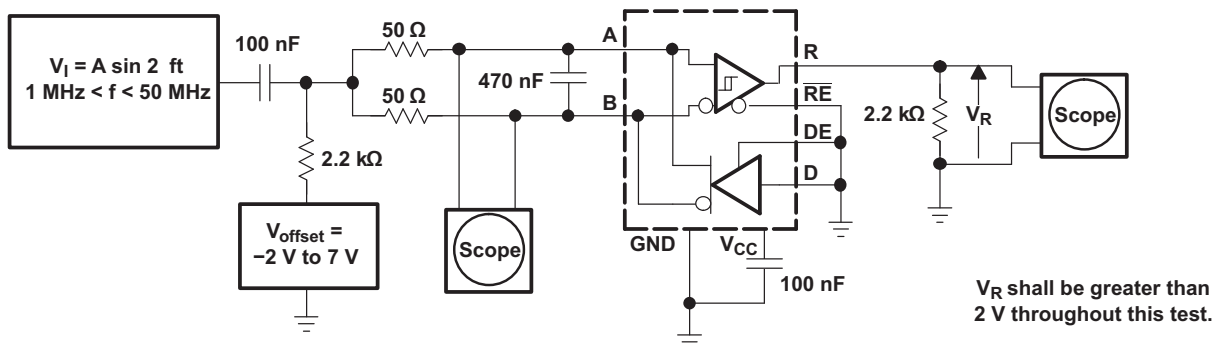 V_I = A sin 2 ft
1 MHz < f < 50 MHz
100 nF
50 Ω
50 Ω
2.2 kΩ
V_offset =
−2 V to 7 V
Scope
470 nF
A
B
GND
V_CC
100 nF
R
R̅E̅
DE
D
2.2 kΩ
V_R
Scope
V_R shall be greater than
2 V throughout this test.